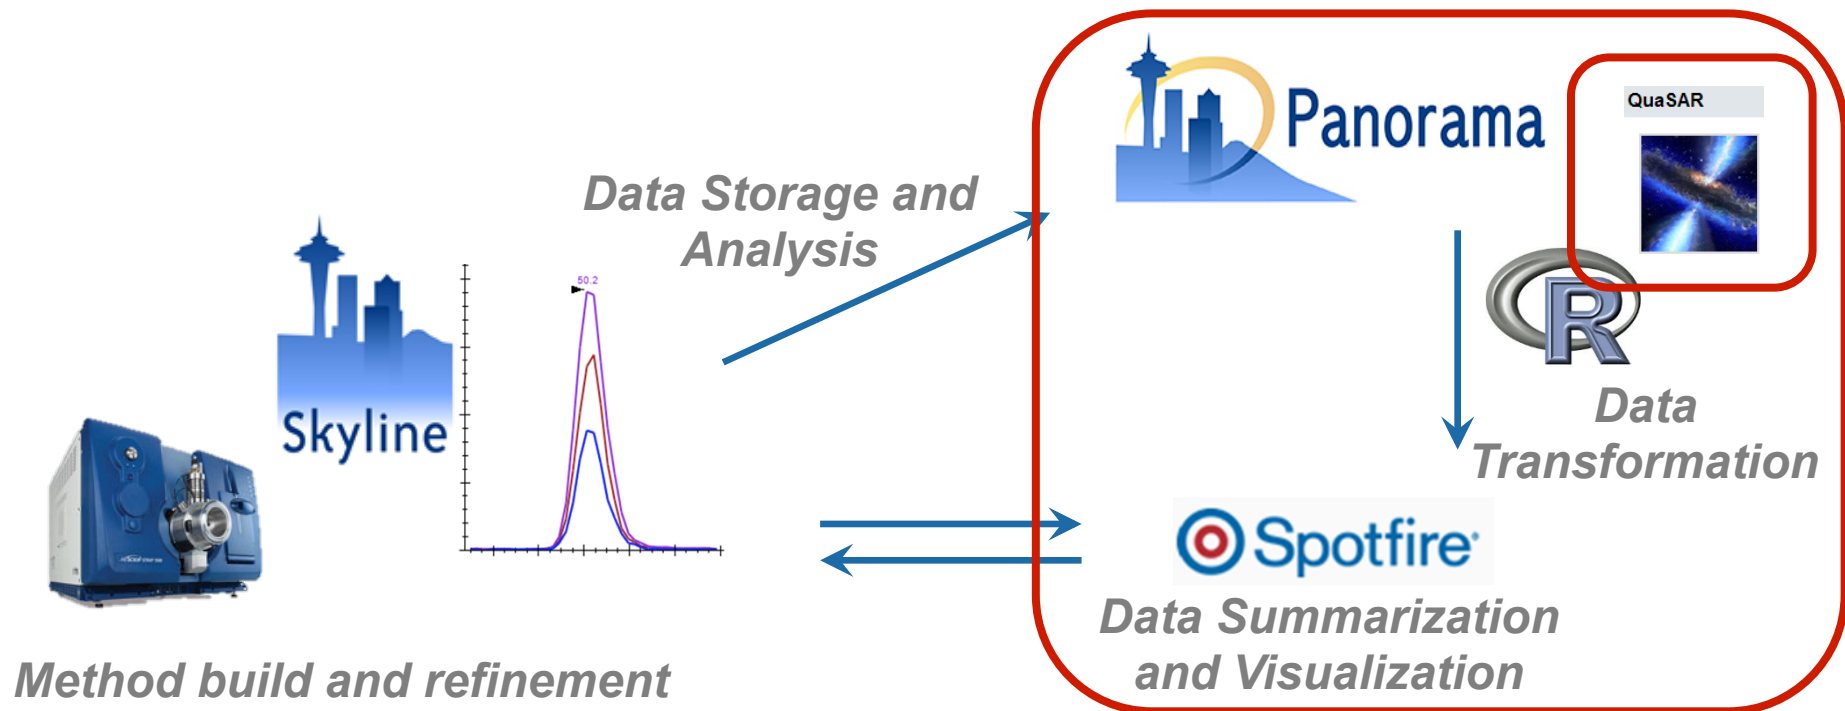 QuaSAR
Panorama
Data Storage and
Analysis
50.2
Skyline
R
Data
Transformation
Spotfire
Data Summarization
and Visualization
Method build and refinement